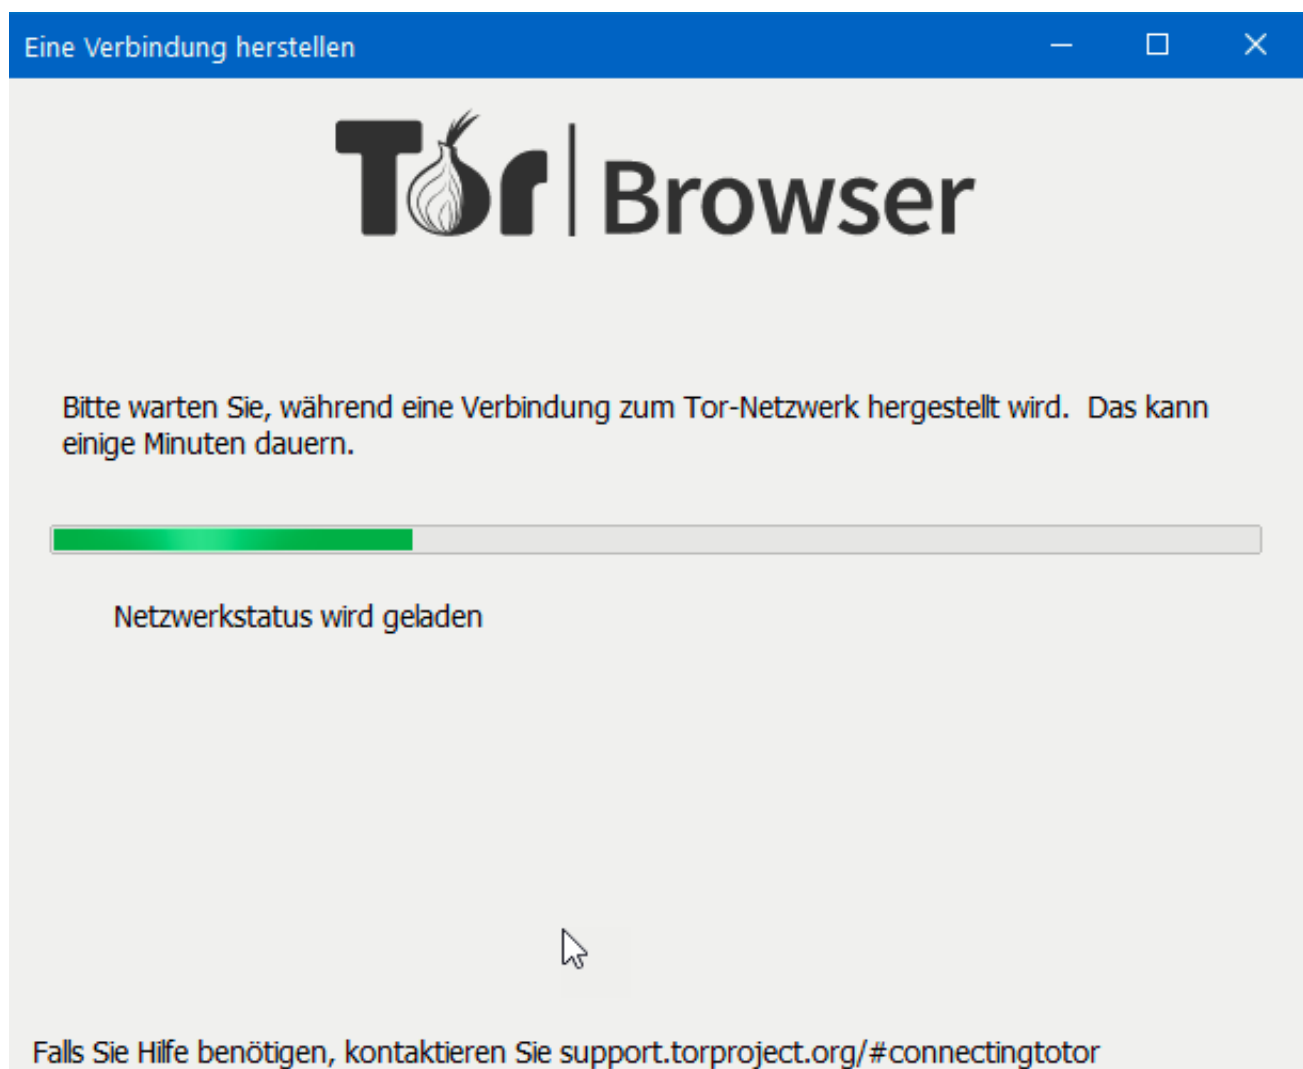 Eine Verbindung herstellen
Tor Browser
Bitte warten Sie, während eine Verbindung zum Tor-Netzwerk hergestellt wird. Das kann
einige Minuten dauern.
Netzwerkstatus wird geladen
Falls Sie Hilfe benötigen, kontaktieren Sie support.torproject.org/#connectingtotor